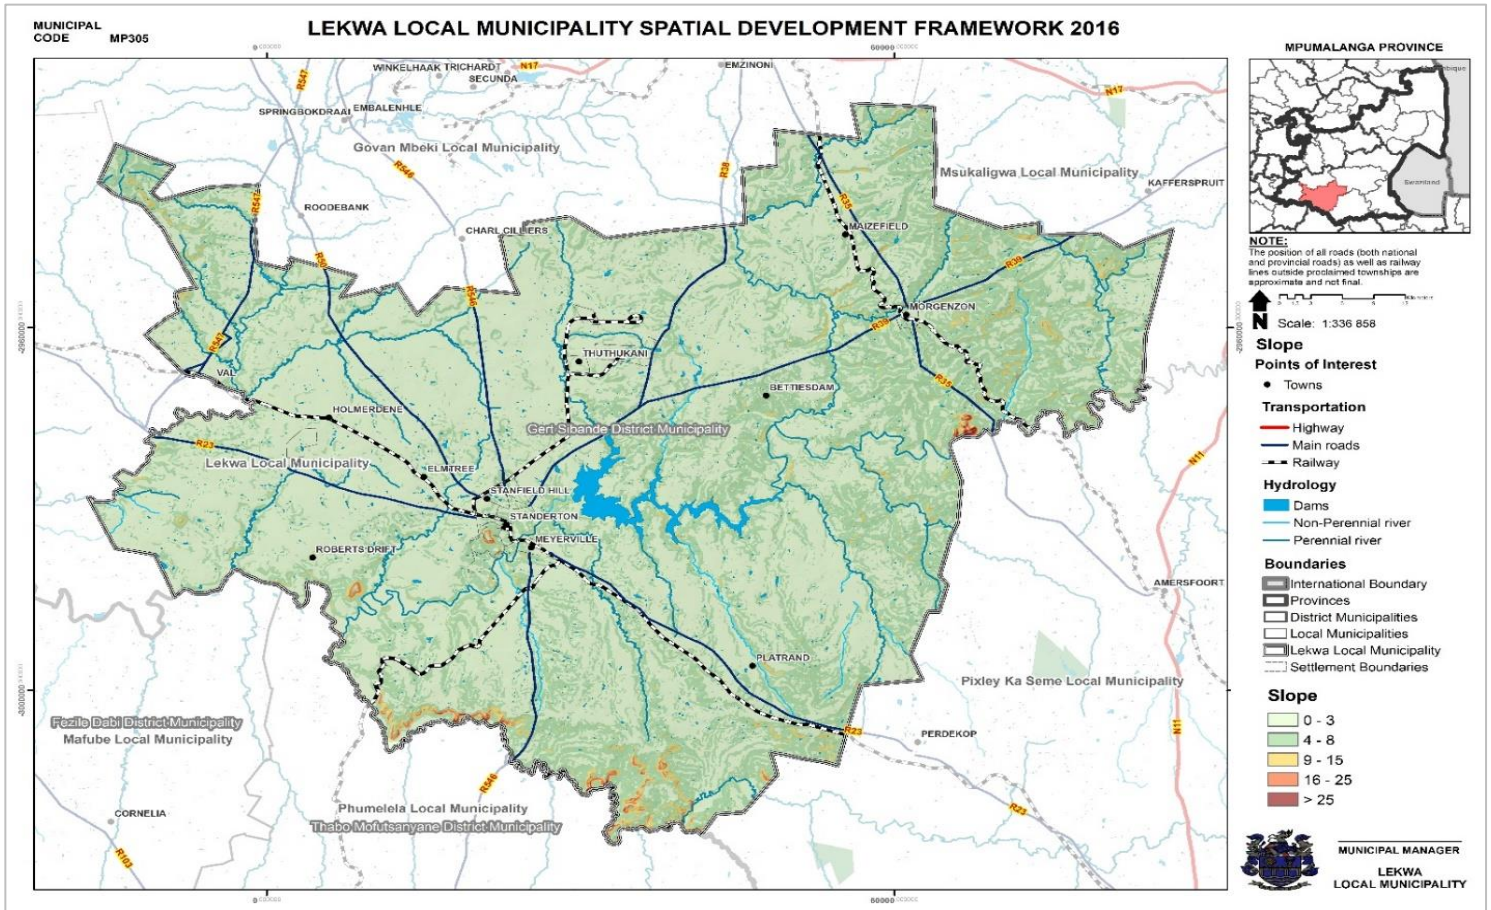 MUNICIPAL
CODE MP305
LEKWA LOCAL MUNICIPALITY SPATIAL DEVELOPMENT FRAMEWORK 2016
WINKELHAAK TRICHARDT
N17
SECUNDA
EMZINONI
R547
N17
SPRINGBOKDRAAI
EMBALENHLE
Govan Mbeki Local Municipality
R546
R38
Msukaligwa Local Municipality
KAFFERSPRUIT
R547
ROODEBANK
R35
CHARL CILLIERS
MAIZEFIELD
R50
R39
R546
MORGENZON
R39
R547
THUTHUKANI
VAL
BETTIESDAM
R35
HOLMERDENE
Gert Sibande District Municipality
R23
Lekwa Local Municipality
ELMTREE
N11
STANFIELD HILL
STANDERTON
MEYERVILLE
ROBERTS DRIFT
AMERSFOORT
PLATRAND
Pixley Ka Seme Local Municipality
Fezile Dabi District Municipality
Mafube Local Municipality
R23
PERDEKOP
N11
R546
CORNELIA
Phumelela Local Municipality
Thabo Mofutsanyane District Municipality
R23
R103
MPUMALANGA PROVINCE
Swaziland
NOTE:
The position of all roads (both national
and provincial roads) as well as railway
lines outside proclaimed townships are
approximate and not final.
N Scale: 1:336 858
Slope
Points of Interest
Towns
Transportation
Highway
Main roads
Railway
Hydrology
Dams
Non-Perennial river
Perennial river
Boundaries
International Boundary
Provinces
District Municipalities
Local Municipalities
Lekwa Local Municipality
Settlement Boundaries
Slope
0 - 3
4 - 8
9 - 15
16 - 25
> 25
MUNICIPAL MANAGER
LEKWA
LOCAL MUNICIPALITY